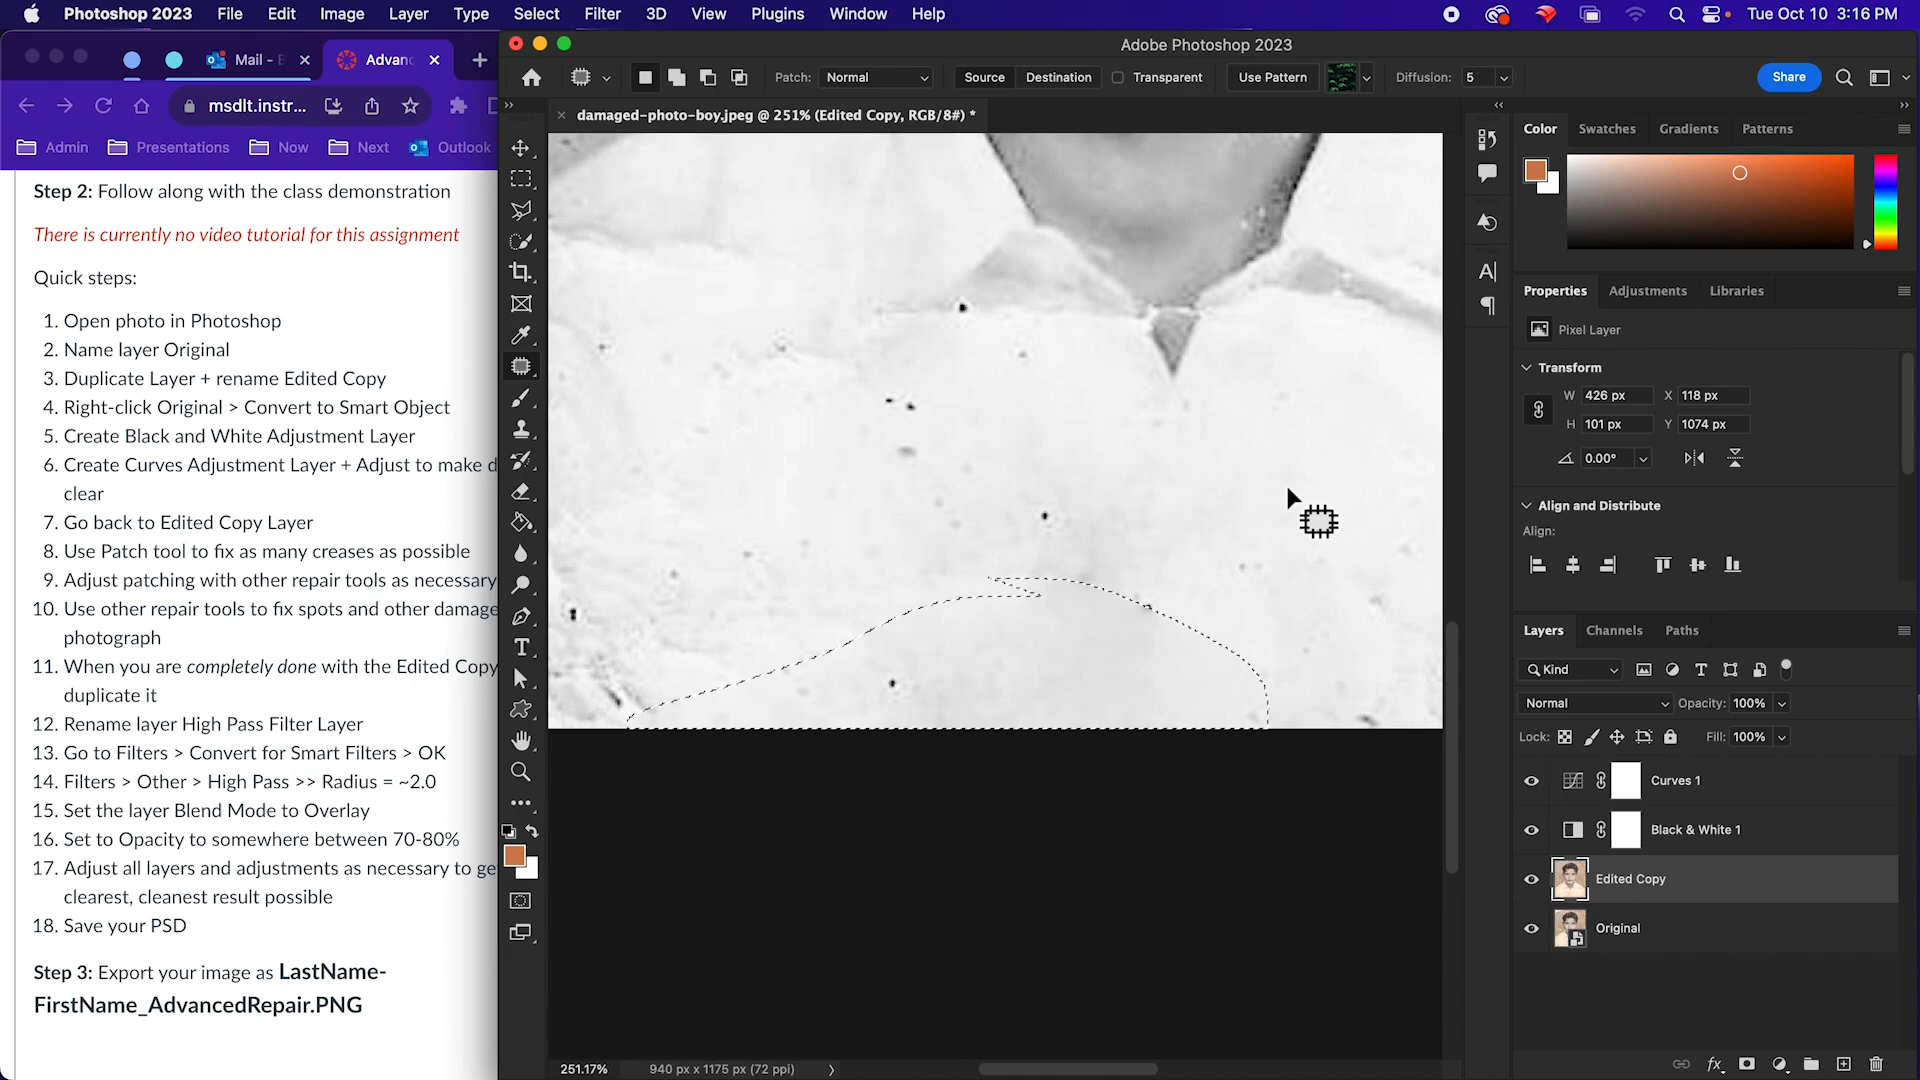 Photoshop 2023 File Edit Image Layer Type Select Filter 3D View Plugins Window Help Tue Oct 10 3:16 PM
Mail - E Advanc
Adobe Photoshop 2023
Patch: Normal Source Destination Transparent Use Pattern Diffusion: 5 Share
msdlt.instr...
damaged-photo-boy.jpeg @ 251% (Edited Copy, RGB/8#) *
Admin Presentations Now Next Outlook
Step 2: Follow along with the class demonstration
There is currently no video tutorial for this assignment
Quick steps:
1. Open photo in Photoshop
2. Name layer Original
3. Duplicate Layer + rename Edited Copy
4. Right-click Original > Convert to Smart Object
5. Create Black and White Adjustment Layer
6. Create Curves Adjustment Layer + Adjust to make d
clear
7. Go back to Edited Copy Layer
8. Use Patch tool to fix as many creases as possible
9. Adjust patching with other repair tools as necessary
10. Use other repair tools to fix spots and other damage
photograph
11. When you are completely done with the Edited Copy
duplicate it
12. Rename layer High Pass Filter Layer
13. Go to Filters > Convert for Smart Filters > OK
14. Filters > Other > High Pass >> Radius = ~2.0
15. Set the layer Blend Mode to Overlay
16. Set to Opacity to somewhere between 70-80%
17. Adjust all layers and adjustments as necessary to ge
clearest, cleanest result possible
18. Save your PSD
Step 3: Export your image as LastName-
FirstName_AdvancedRepair.PNG
251.17% 940 px x 1175 px (72 ppi)
Color Swatches Gradients Patterns
Properties Adjustments Libraries
Pixel Layer
Transform
W 426 px X 118 px
H 101 px Y 1074 px
0.00°
Align and Distribute
Align:
Layers Channels Paths
Kind
Normal Opacity: 100%
Lock: Fill: 100%
Curves 1
Black & White 1
Edited Copy
Original